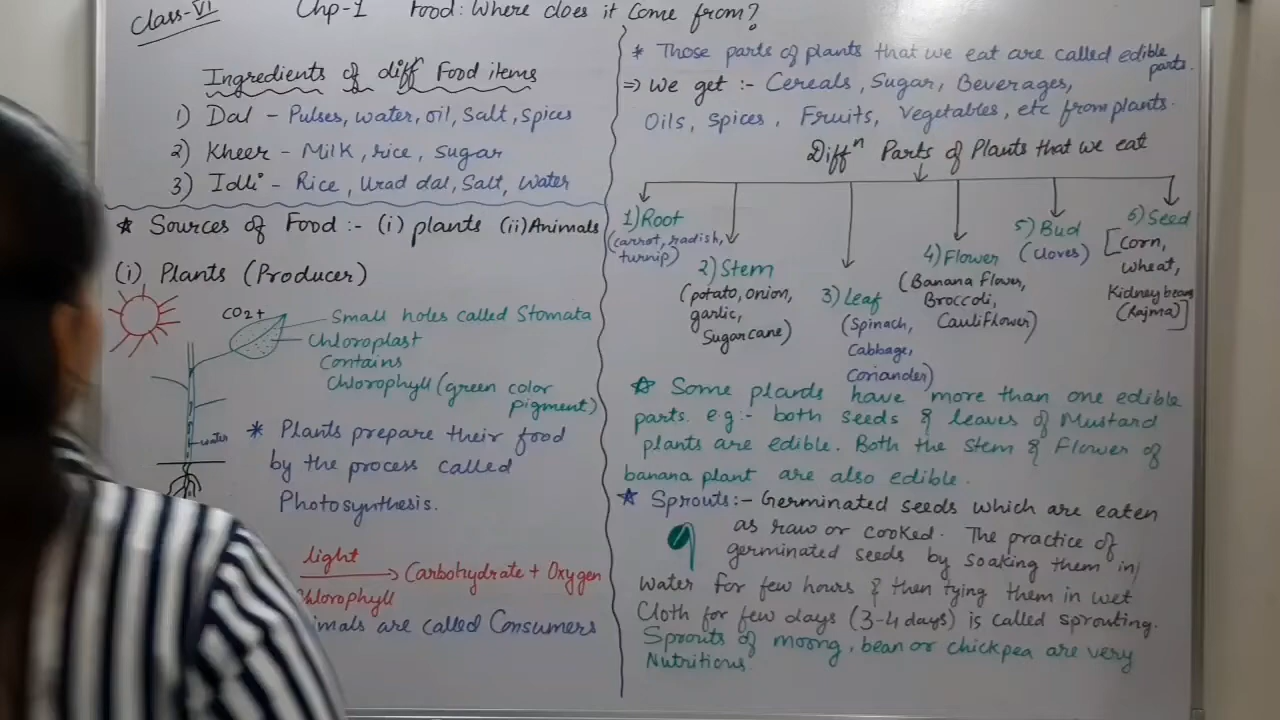 Class-VI Chp-1 Food: Where does it Come from?
Ingredients of diff Food items
1) Dal - Pulses, water, oil, Salt, Spices
2) Kheer - Milk, rice, sugar
3) Idli - Rice, Urad dal, Salt, Water
* Sources of Food :- (i) plants (ii) Animals
(i) Plants (Producer)
CO2+
Small holes called Stomata
Chloroplast
Contains
Chlorophyll (green color
pigment)
water
* Plants prepare their food
by the process called
Photosynthesis.
light
→ Carbohydrate + Oxygen
Chlorophyll
are called Consumers
* Those parts of plants that we eat are called edible
parts.
⇒ We get :- Cereals, Sugar, Beverages,
Oils, Spices, Fruits, Vegetables, etc from plants.
Diffⁿ Parts of Plants that we eat
1) Root
(carrot, radish,
turnip)
2) Stem
(potato, onion,
garlic,
Sugarcane)
3) Leaf
(Spinach,
Cabbage,
Coriander)
4) Flower
(Banana Flower,
Broccoli,
Cauliflower)
5) Bud
(Cloves)
6) Seed
[Corn,
wheat,
Kidney beans
(Rajma)]
* Some plants have more than one edible
parts. e.g:- both seeds & leaves of Mustard
plants are edible. Both the Stem & Flower of
banana plant are also edible.
* Sprouts:- Germinated seeds which are eaten
as raw or cooked. The practice of
germinated seeds by soaking them in
water for few hours & then tying them in wet
Cloth for few days (3-4 days) is called sprouting.
Sprouts of moong, bean or chickpea are very
Nutritious.